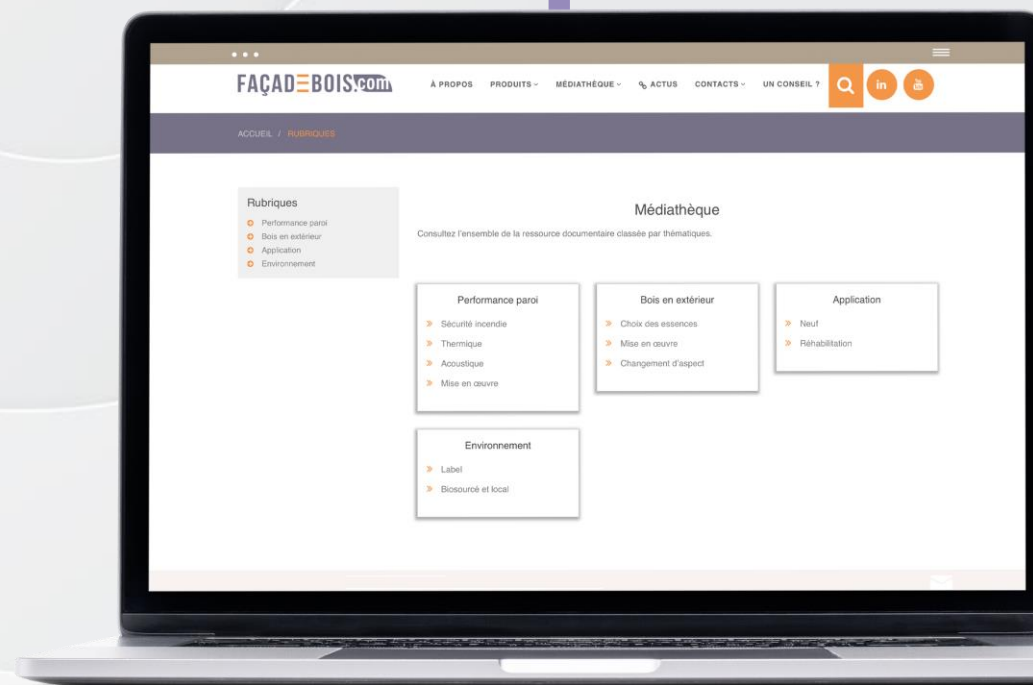 FAÇADEBOIS.com
À PROPOS PRODUITS MÉDIATHÈQUE ACTUS CONTACTS UN CONSEIL ?
in
You Tube
ACCUEIL / RUBRIQUES
Rubriques
Performance paroi
Bois en extérieur
Application
Environnement
Médiathèque
Consultez l'ensemble de la ressource documentaire classée par thématiques.
Performance paroi
Sécurité incendie
Thermique
Acoustique
Mise en œuvre
Bois en extérieur
Choix des essences
Mise en œuvre
Changement d'aspect
Application
Neuf
Réhabilitation
Environnement
Label
Biosourcé et local